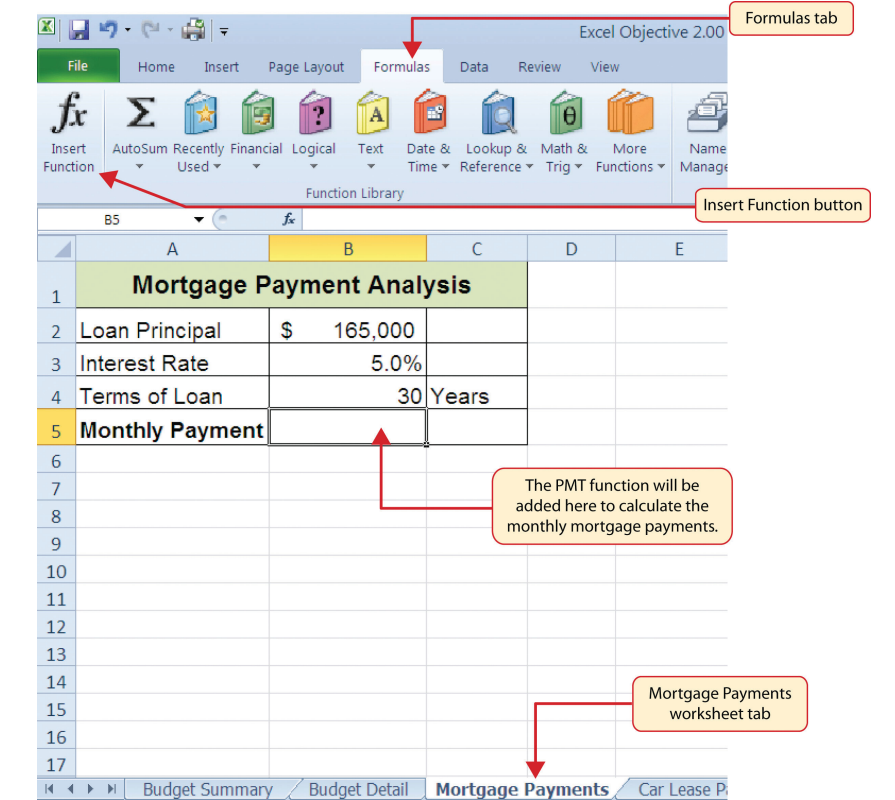 Formulas tab
Excel Objective 2.00
File Home Insert Page Layout Formulas Data Review View
fx Σ ? A θ
Insert Function
AutoSum
Recently Used
Financial
Logical
Text
Date & Time
Lookup & Reference
Math & Trig
More Functions
Name
Manage
Function Library
Insert Function button
B5 fx
A B C D E
1 Mortgage Payment Analysis
2 Loan Principal $ 165,000
3 Interest Rate 5.0%
4 Terms of Loan 30 Years
5 Monthly Payment
6
7
8
9
10
11
12
13
14
15
16
17
The PMT function will be
added here to calculate the
monthly mortgage payments.
Mortgage Payments
worksheet tab
Budget Summary Budget Detail Mortgage Payments Car Lease P